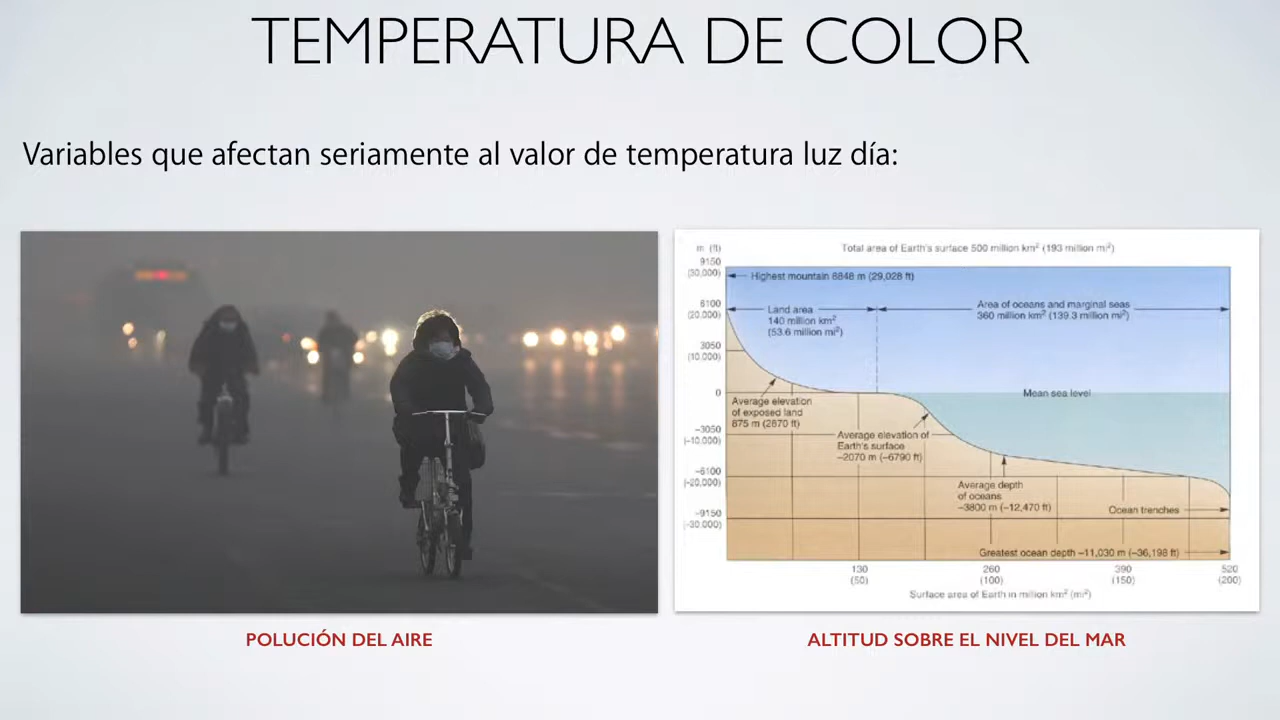 TEMPERATURA DE COLOR
Variables que afectan seriamente al valor de temperatura luz día:
m (ft)
Total area of Earth's surface 500 million km² (193 million mi²)
9150
(30,000)
Highest mountain 8848 m (29,028 ft)
6100
(20,000)
Land area
140 million km²
(53.6 million mi²)
Area of oceans and marginal seas
360 million km² (139.3 million mi²)
3050
(10,000)
0
Mean sea level
Average elevation
of exposed land
875 m (2870 ft)
-3050
(-10,000)
Average elevation of
Earth's surface
-2070 m (-6790 ft)
-6100
(-20,000)
Average depth
of oceans
-3800 m (-12,470 ft)
-9150
(-30,000)
Ocean trenches
Greatest ocean depth -11,030 m (-36,198 ft)
130
(50)
260
(100)
390
(150)
520
(200)
Surface area of Earth in million km² (mi²)
POLUCIÓN DEL AIRE
ALTITUD SOBRE EL NIVEL DEL MAR